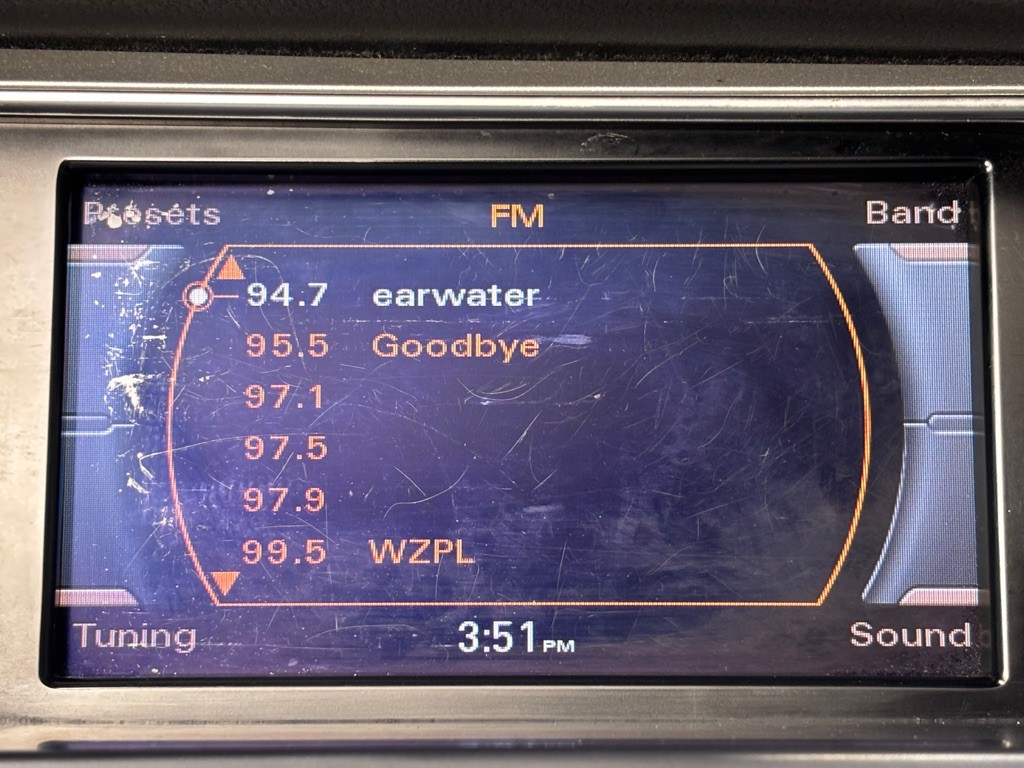 Presets FM Band
94.7 earwater
95.5 Goodbye
97.1
97.5
97.9
99.5 WZPL
Tuning 3:51 PM Sound